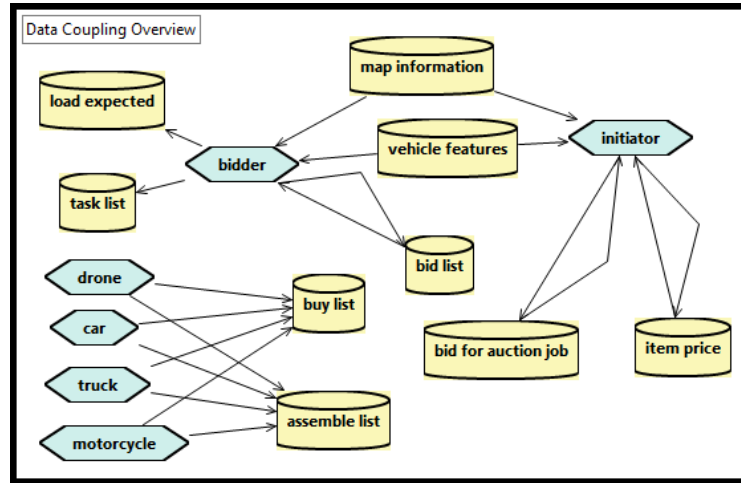 Data Coupling Overview
map information
load expected
initiator
vehicle features
bidder
task list
bid list
drone
buy list
car
bid for auction job
item price
truck
assemble list
motorcycle